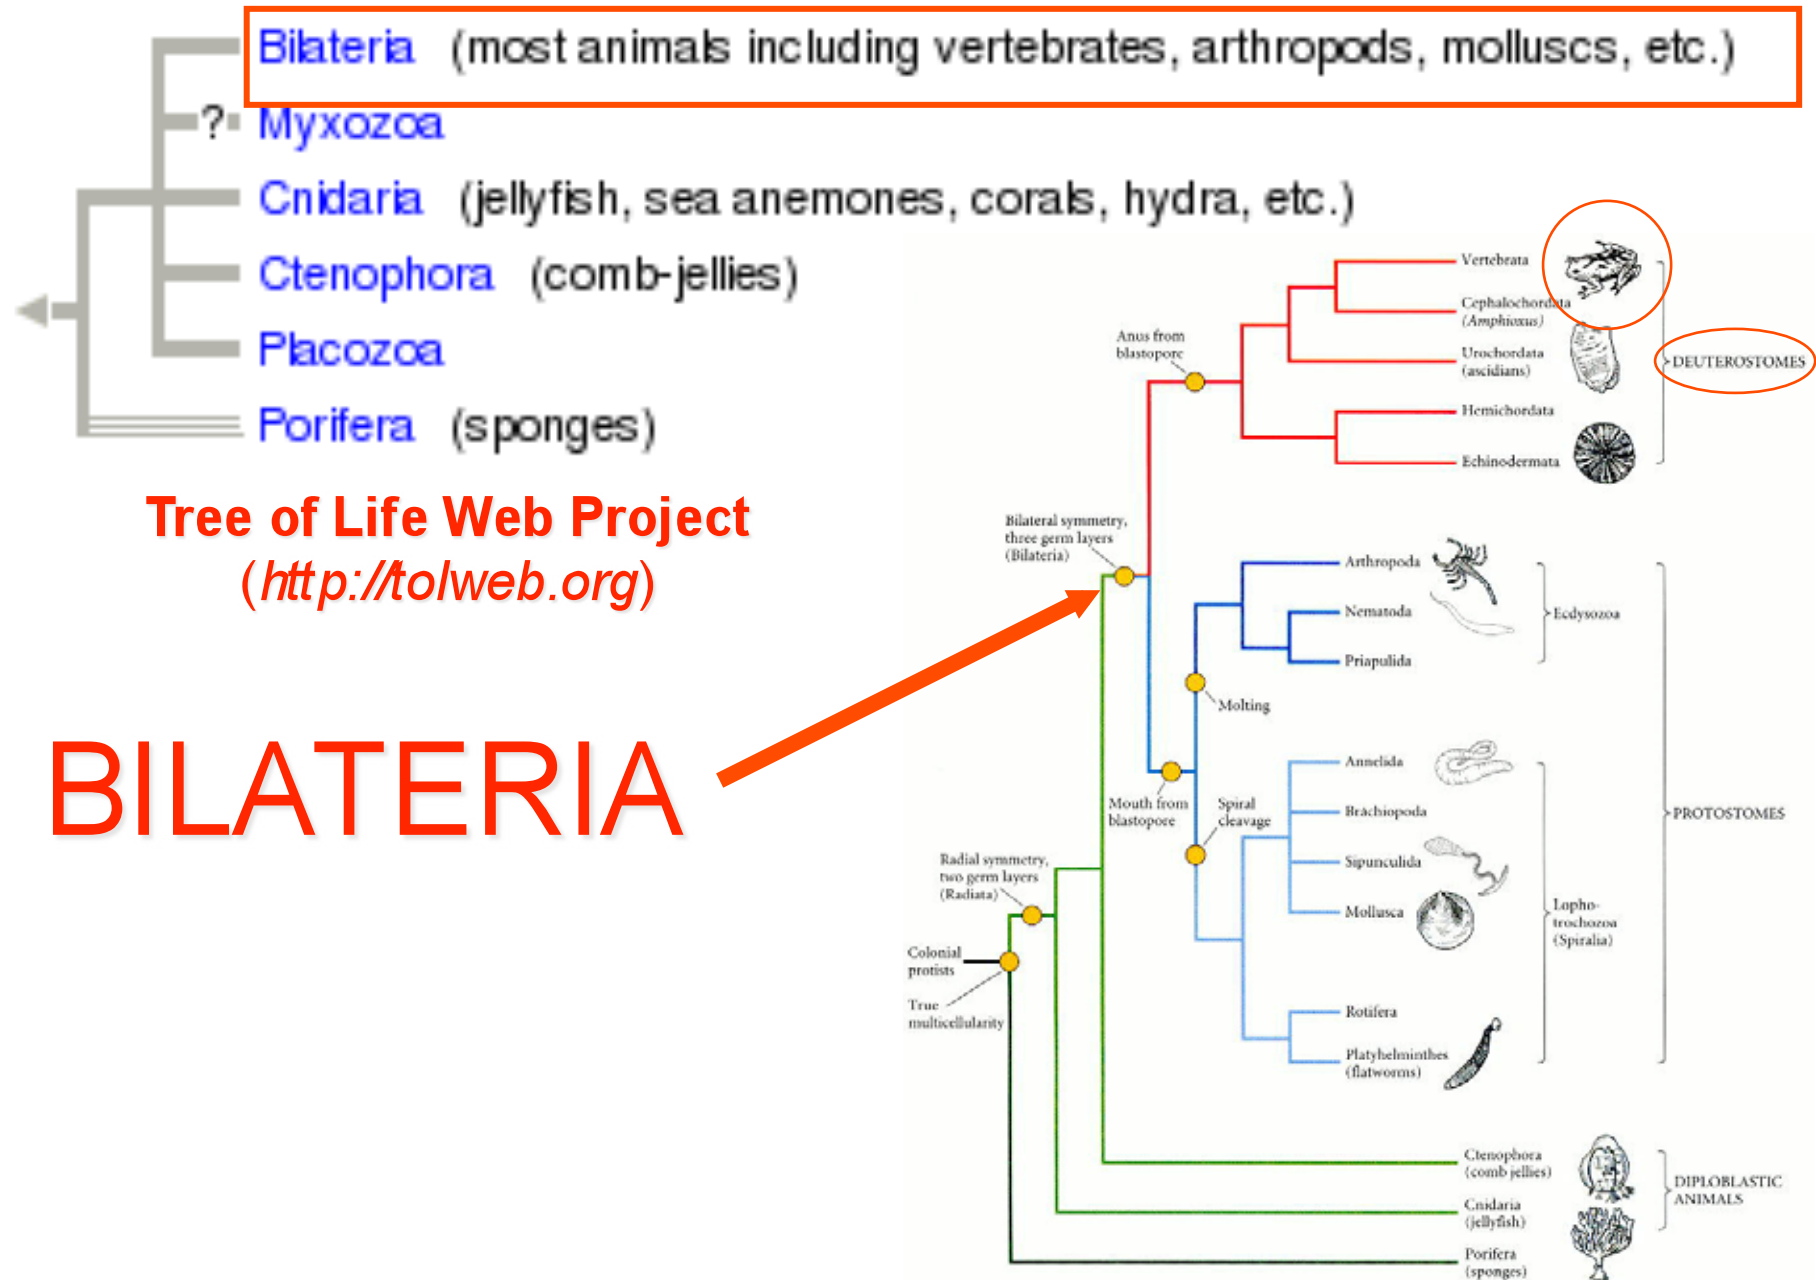 Bilateria (most animals including vertebrates, arthropods, molluscs, etc.)
?
Myxozoa
Cnidaria (jellyfish, sea anemones, corals, hydra, etc.)
Ctenophora (comb-jellies)
Placozoa
Porifera (sponges)
Tree of Life Web Project
(http://tolweb.org)
BILATERIA
Vertebrata
Cephalochordata
(Amphioxus)
Urochordata
(ascidians)
Hemichordata
Echinodermata
DEUTEROSTOMES
Anus from
blastopore
Bilateral symmetry,
three germ layers
(Bilateria)
Arthropoda
Nematoda
Priapulida
Ecdysozoa
Molting
Mouth from
blastopore
Spiral
cleavage
Annelida
Brachiopoda
Sipunculida
Mollusca
Rotifera
Platyhelminthes
(flatworms)
Lopho-
trochozoa
(Spiralia)
PROTOSTOMES
Radial symmetry,
two germ layers
(Radiata)
Colonial
protists
True
multicellularity
Ctenophora
(comb jellies)
Cnidaria
(jellyfish)
DIPLOBLASTIC
ANIMALS
Porifera
(sponges)